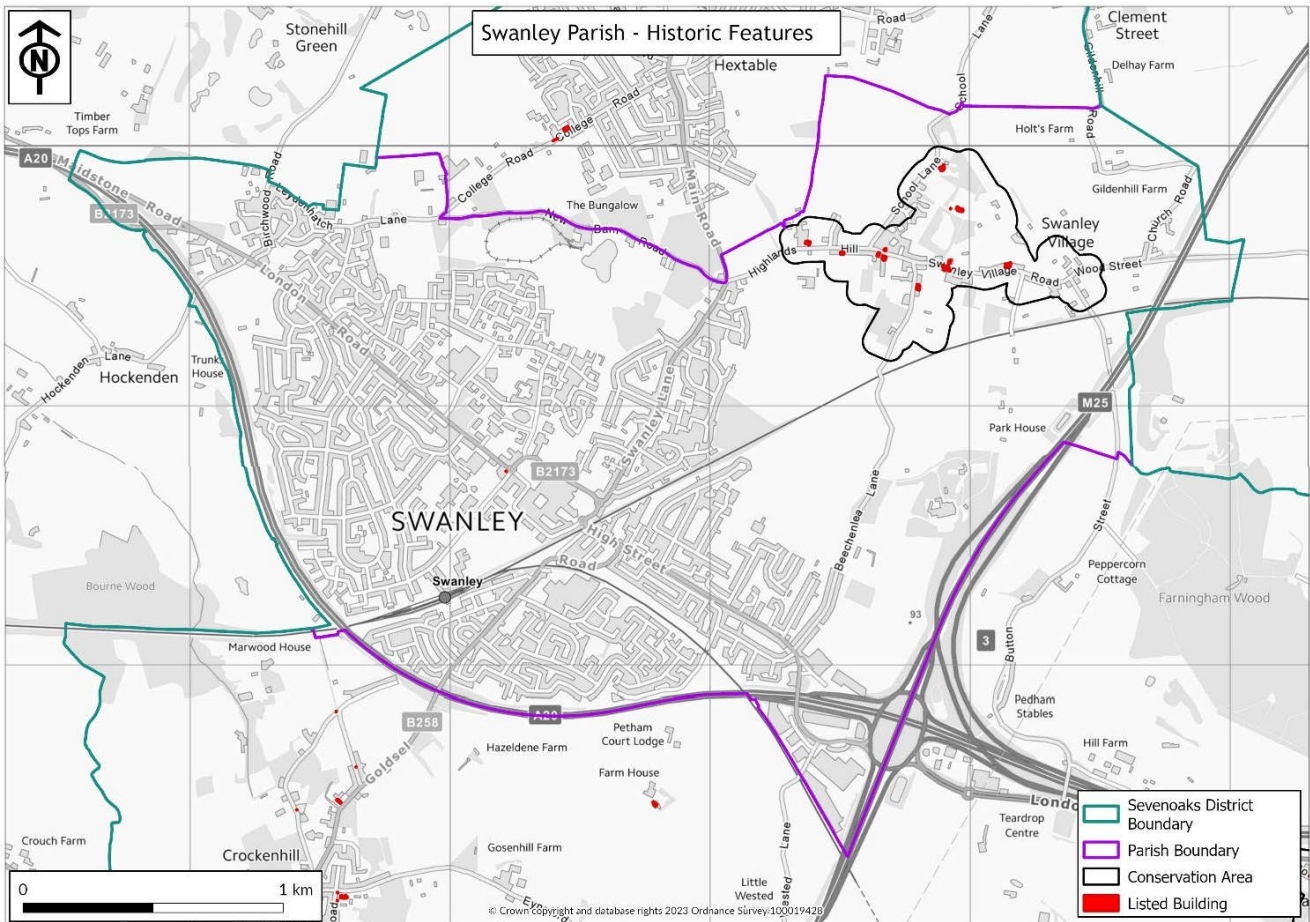 Swanley Parish - Historic Features
N
Stonehill
Green
Road
Lane
Clement
Street
Hextable
Gildenhill
Delhay Farm
School
Timber
Tops Farm
College Road
Holt's Farm
Road
A20
Maidstone Road
Birchwood Road
Leydenhatch Lane
College Road
School Lane
Gildenhill Farm
Church Road
B2173
The Bungalow
Main Road
New Barn Road
Swanley
Village
Highlands Hill
Swanley Village Road
Wood Street
London Road
Hockenden Lane
Hockenden
Trunks
House
Swanley Lane
M25
Park House
B2173
SWANLEY
Beechenlea Lane
High Street
Road
Swanley
Street
Bourne Wood
Peppercorn
Cottage
Farningham Wood
93
3
Button
Marwood House
Pedham
Stables
B258
A20
Goldsel
Hazeldene Farm
Petham
Court Lodge
Hill Farm
Farm House
Londo
Teardrop
Centre
Crouch Farm
Crockenhill
Gosenhill Farm
Little
Wested
Lane
oad
Eyn
0 1 km
© Crown copyright and database rights 2023 Ordnance Survey 100019428
Sevenoaks District
Boundary
Parish Boundary
Conservation Area
Listed Building